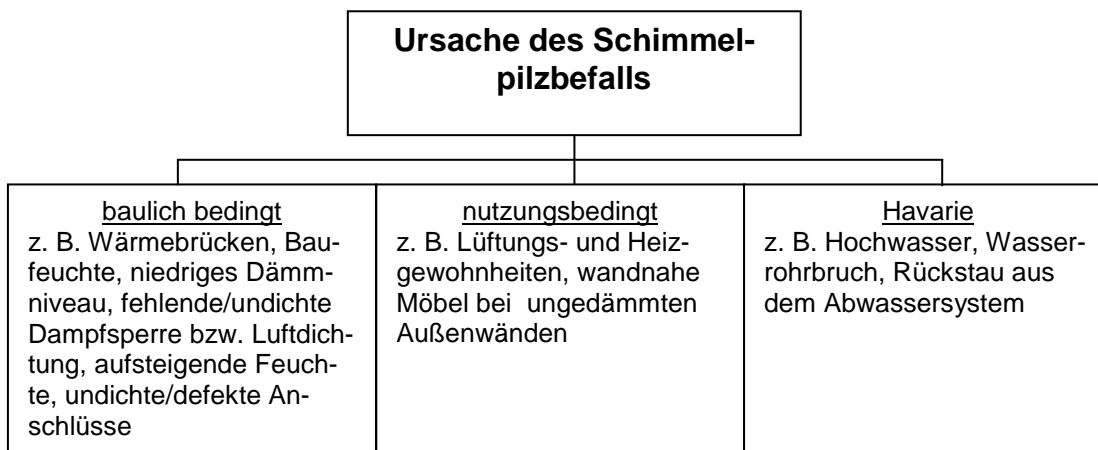 Ursache des Schimmel-
pilzbefalls
baulich bedingt
z. B. Wärmebrücken, Bau-
feuchte, niedriges Dämm-
niveau, fehlende/undichte
Dampfsperre bzw. Luftdich-
tung, aufsteigende Feuch-
te, undichte/defekte An-
schlüsse
nutzungsbedingt
z. B. Lüftungs- und Heiz-
gewohnheiten, wandnahe
Möbel bei  ungedämmten
Außenwänden
Havarie
z. B. Hochwasser, Wasser-
rohrbruch, Rückstau aus
dem Abwassersystem